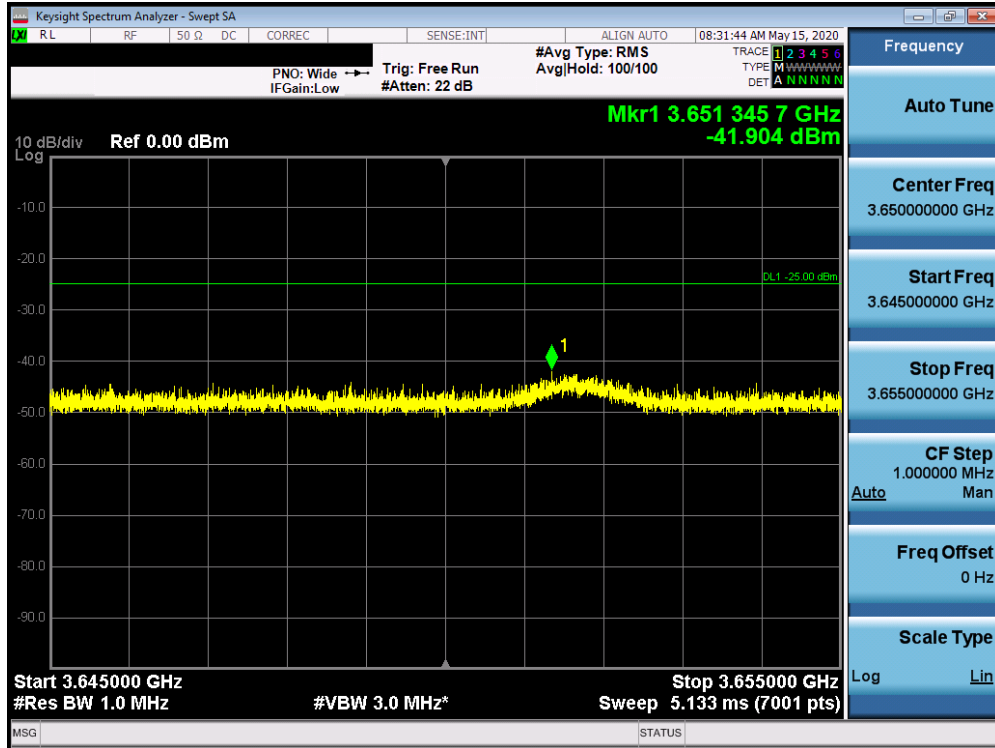 Keysight Spectrum Analyzer - Swept SA
LXI RL RF 50 Ω DC CORREC SENSE:INT ALIGN AUTO 08:31:44 AM May 15, 2020
PNO: Wide
IFGain:Low
Trig: Free Run
#Atten: 22 dB
#Avg Type: RMS
Avg|Hold: 100/100
TRACE 1 2 3 4 5 6
TYPE M WWWWW
DET A N N N N N
Mkr1 3.651 345 7 GHz
-41.904 dBm
10 dB/div Ref 0.00 dBm
Log
-10.0
-20.0
DL1 -25.00 dBm
-30.0
1
-40.0
-50.0
-60.0
-70.0
-80.0
-90.0
Start 3.645000 GHz Stop 3.655000 GHz
#Res BW 1.0 MHz #VBW 3.0 MHz* Sweep 5.133 ms (7001 pts)
MSG STATUS
Frequency
Auto Tune
Center Freq
3.650000000 GHz
Start Freq
3.645000000 GHz
Stop Freq
3.655000000 GHz
CF Step
1.000000 MHz
Auto Man
Freq Offset
0 Hz
Scale Type
Log Lin